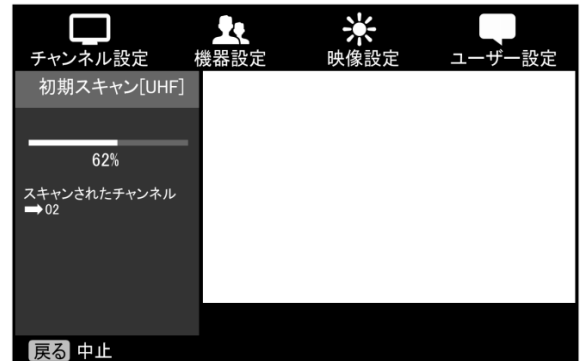 チャンネル設定 機器設定 映像設定 ユーザー設定
初期スキャン[UHF]
62%
スキャンされたチャンネル
➡02
戻る 中止